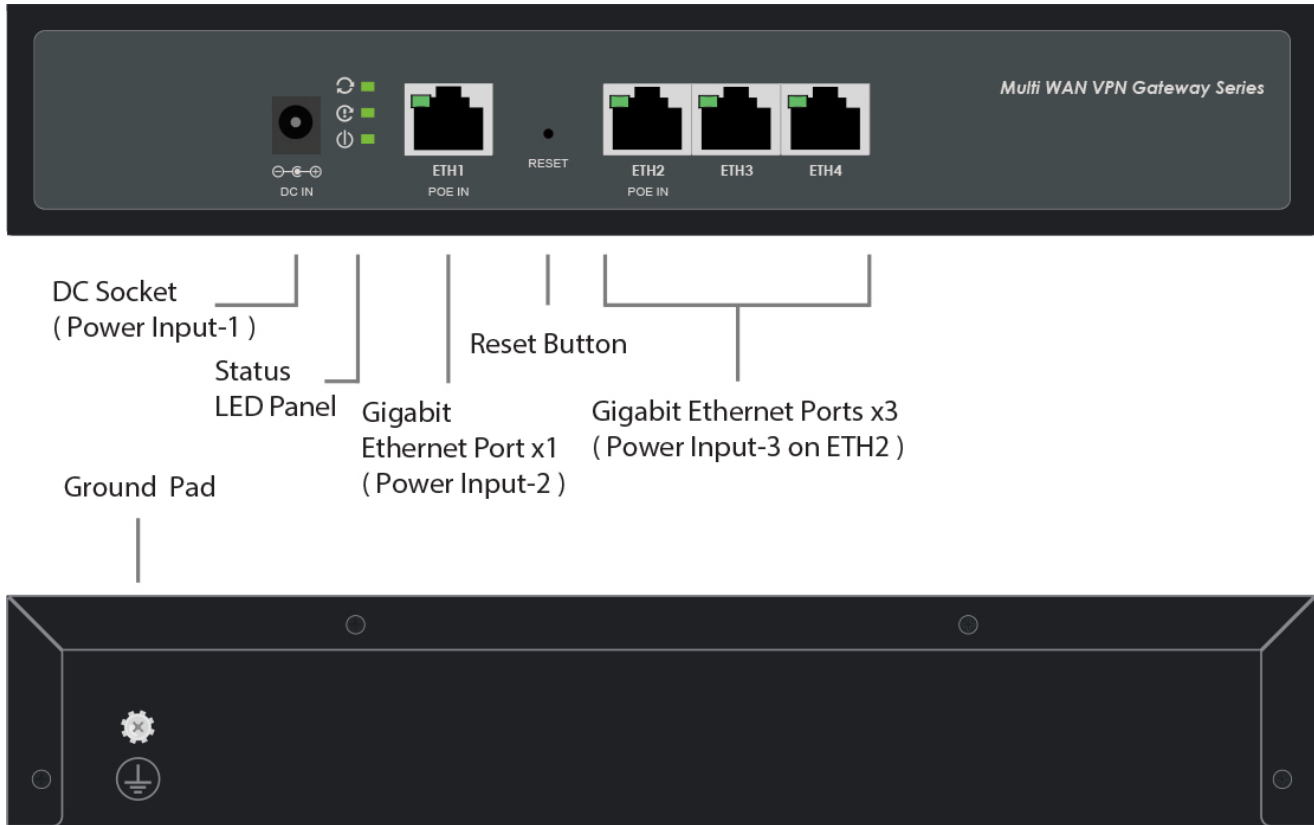 Multi WAN VPN Gateway Series
ETH1
RESET
ETH2
ETH3
ETH4
DC IN
POE IN
POE IN
DC Socket
( Power Input-1 )
Status
LED Panel
Gigabit
Ethernet Port x1
( Power Input-2 )
Reset Button
Gigabit Ethernet Ports x3
( Power Input-3 on ETH2 )
Ground Pad